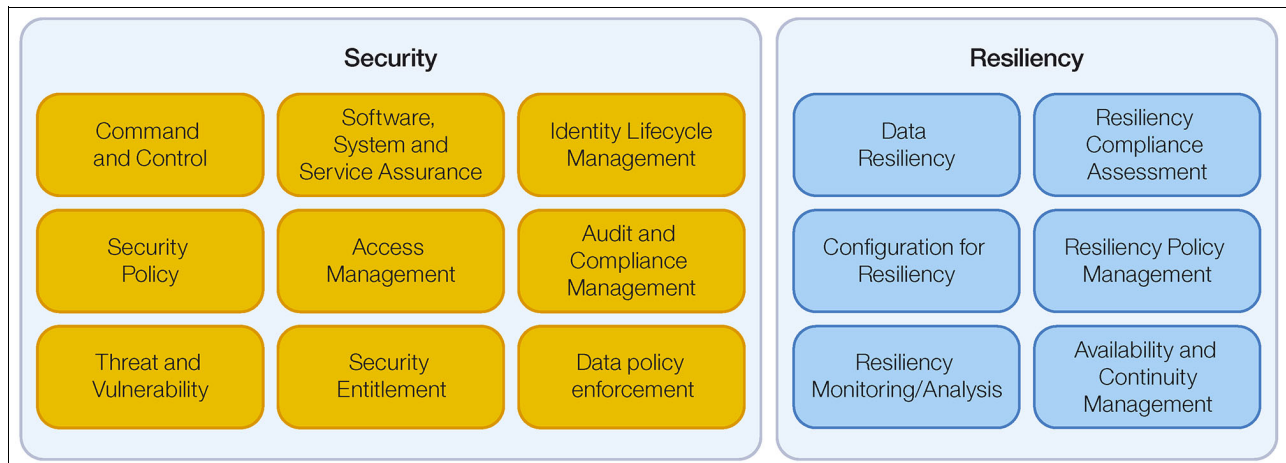 Security
Command
and Control
Software,
System and
Service Assurance
Identity Lifecycle
Management
Security
Policy
Access
Management
Audit and
Compliance
Management
Threat and
Vulnerability
Security
Entitlement
Data policy
enforcement
Resiliency
Data
Resiliency
Resiliency
Compliance
Assessment
Configuration for
Resiliency
Resiliency Policy
Management
Resiliency
Monitoring/Analysis
Availability and
Continuity
Management